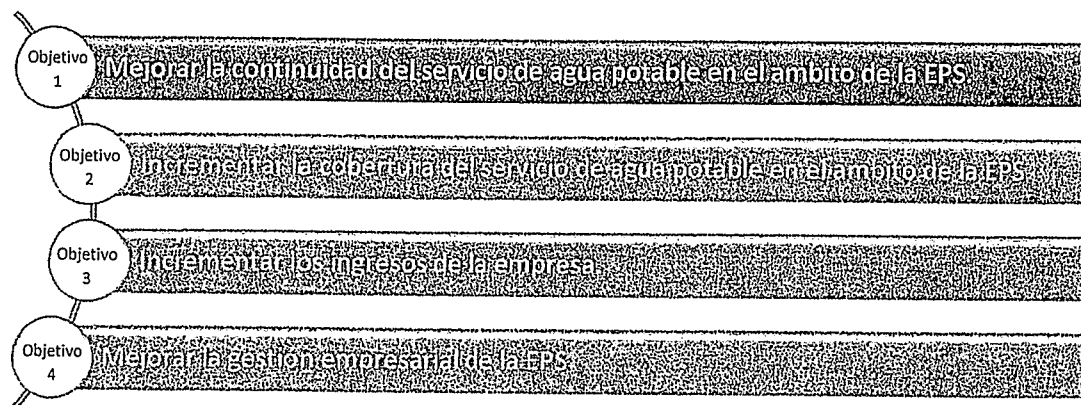 Objetivo
1
Mejorar la continuidad del servicio de agua potable en el ambito de la EPS.
Objetivo
2
Incrementar la cobertura del servicio de agua potable en el ambito de la EPS
Objetivo
3
Incrementar los ingresos de la empresa.
Objetivo
4
Mejorar la gestión empresarial de la EPS